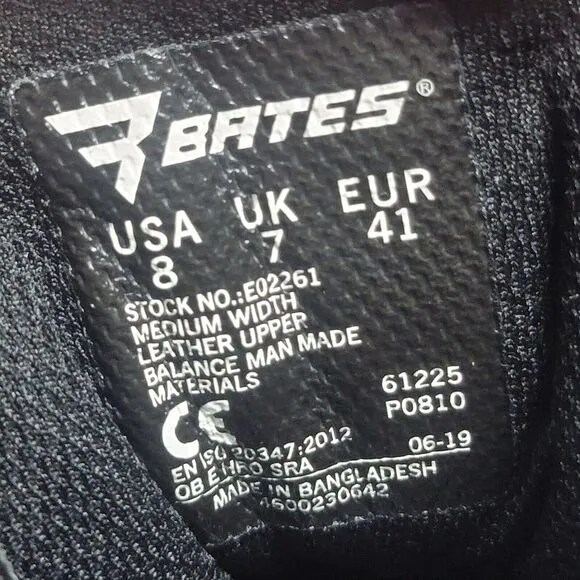 BATES®
USA UK EUR
8 7 41
STOCK NO.:E02261
MEDIUM WIDTH
LEATHER UPPER
BALANCE MAN MADE
MATERIALS
61225
P0810
CE
EN ISO 20347:2012
06-19
OB E HRO SRA
MADE IN BANGLADESH
4600230642